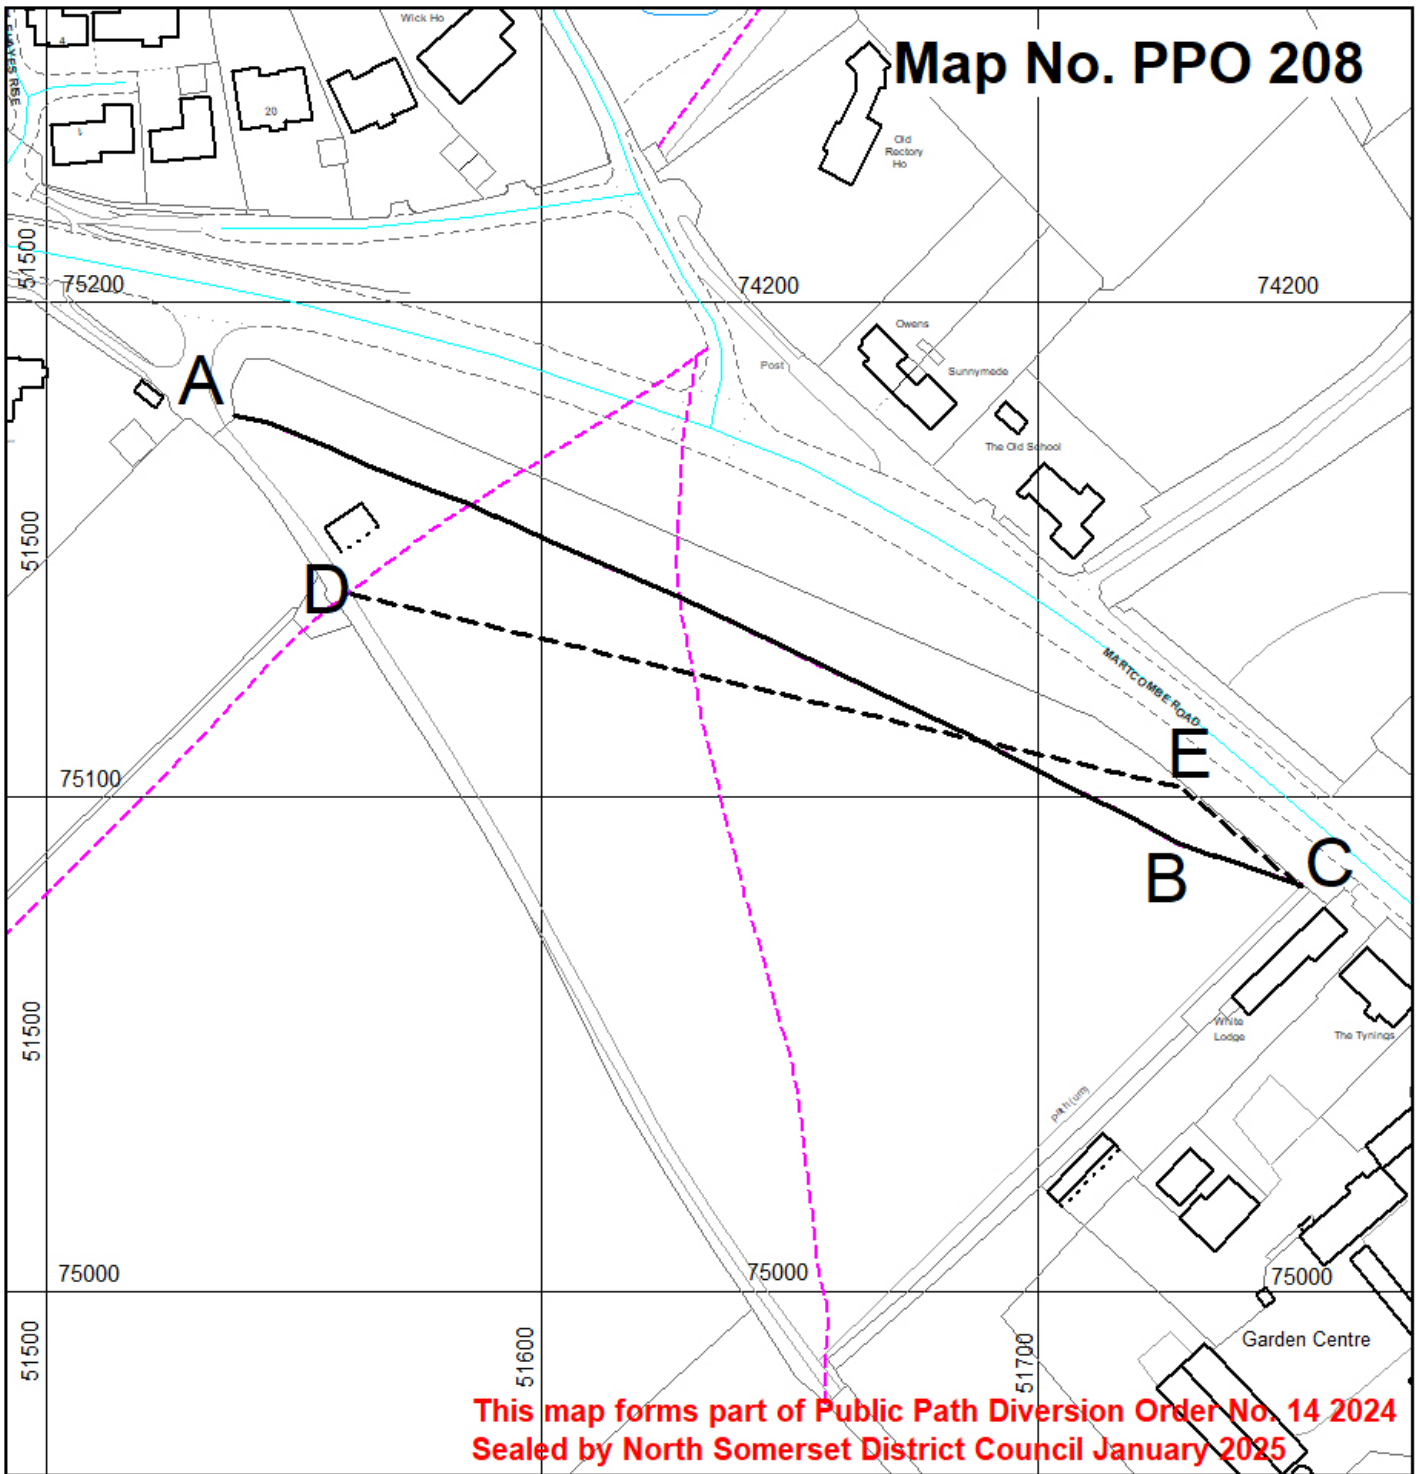 Wick Ho
4
Map No. PPO 208
20
1
Old
Rectory
Ho
51500
75200
74200
74200
Owens
Post
Sunnymede
A
The Old School
51500
D
MARTCOMBE ROAD
E
75100
B
C
51500
White
Lodge
The Tynings
path (um)
75000
75000
75000
51500
51600
51700
Garden Centre
This map forms part of Public Path Diversion Order No. 14 2024
Sealed by North Somerset District Council January 2025